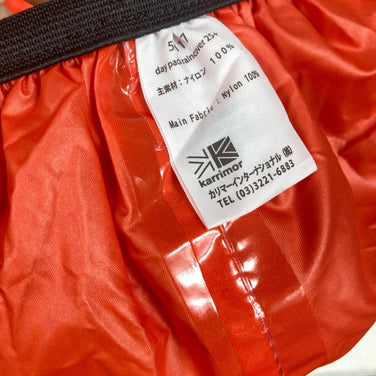 day pad raincover 25+
100%
主素材：ナイロン
Main Fabric: Nylon 100%
karrimor
カリマーインターナショナル(株)
TEL (03)3221-6883